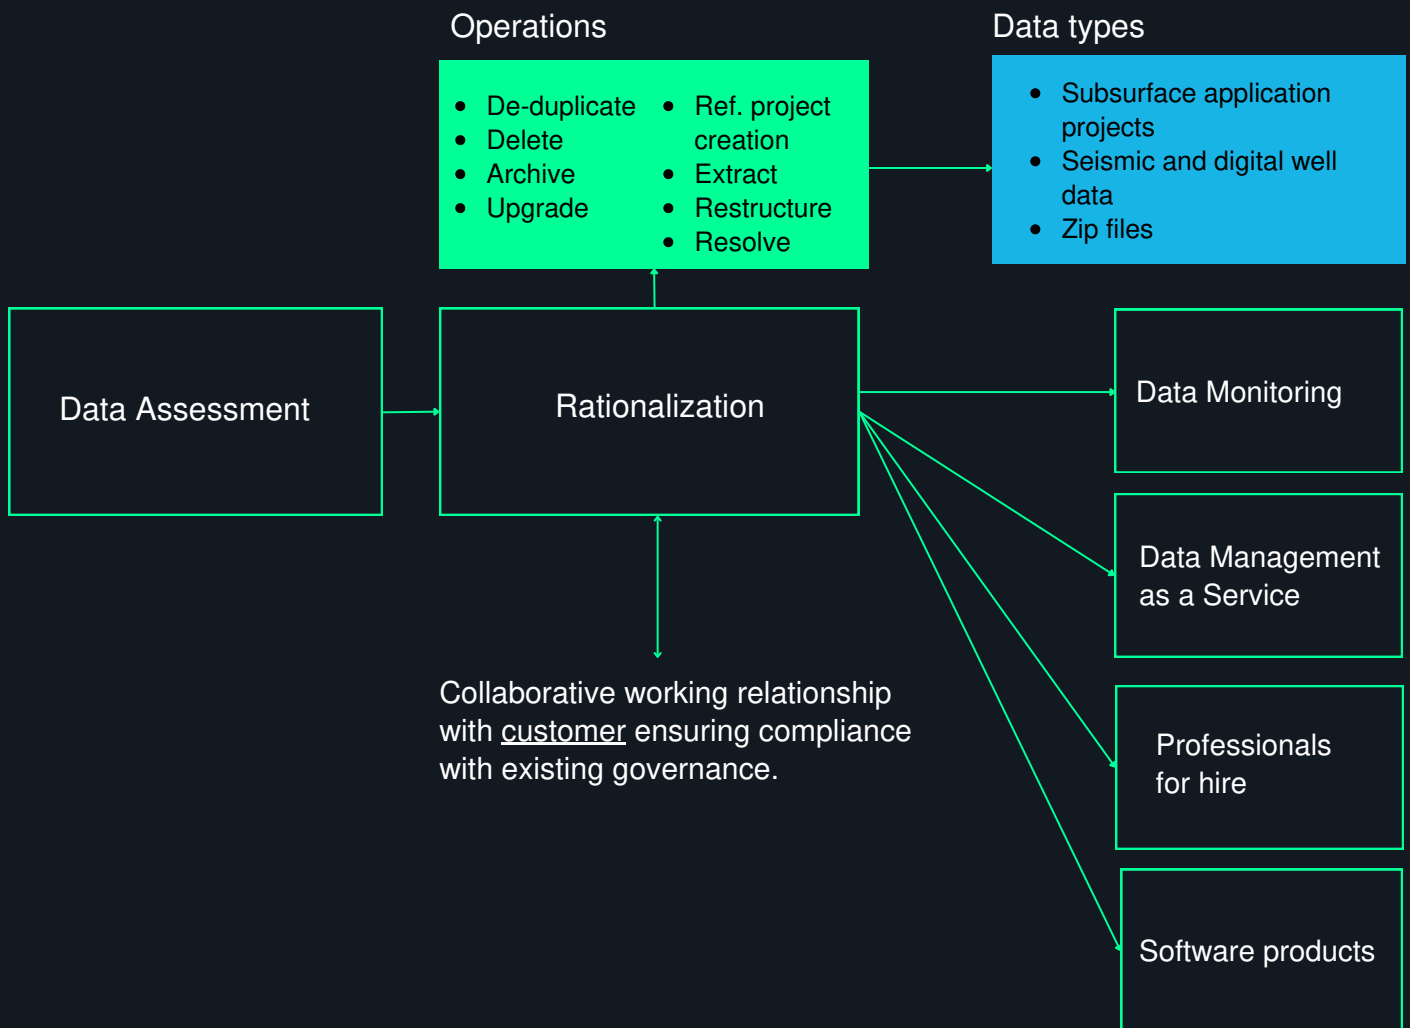 Operations
Data types
• De-duplicate
• Delete
• Archive
• Upgrade
• Ref. project
creation
• Extract
• Restructure
• Resolve
• Subsurface application
projects
• Seismic and digital well
data
• Zip files
Data Assessment
Rationalization
Data Monitoring
Data Management
as a Service
Collaborative working relationship
with customer ensuring compliance
with existing governance.
Professionals
for hire
Software products